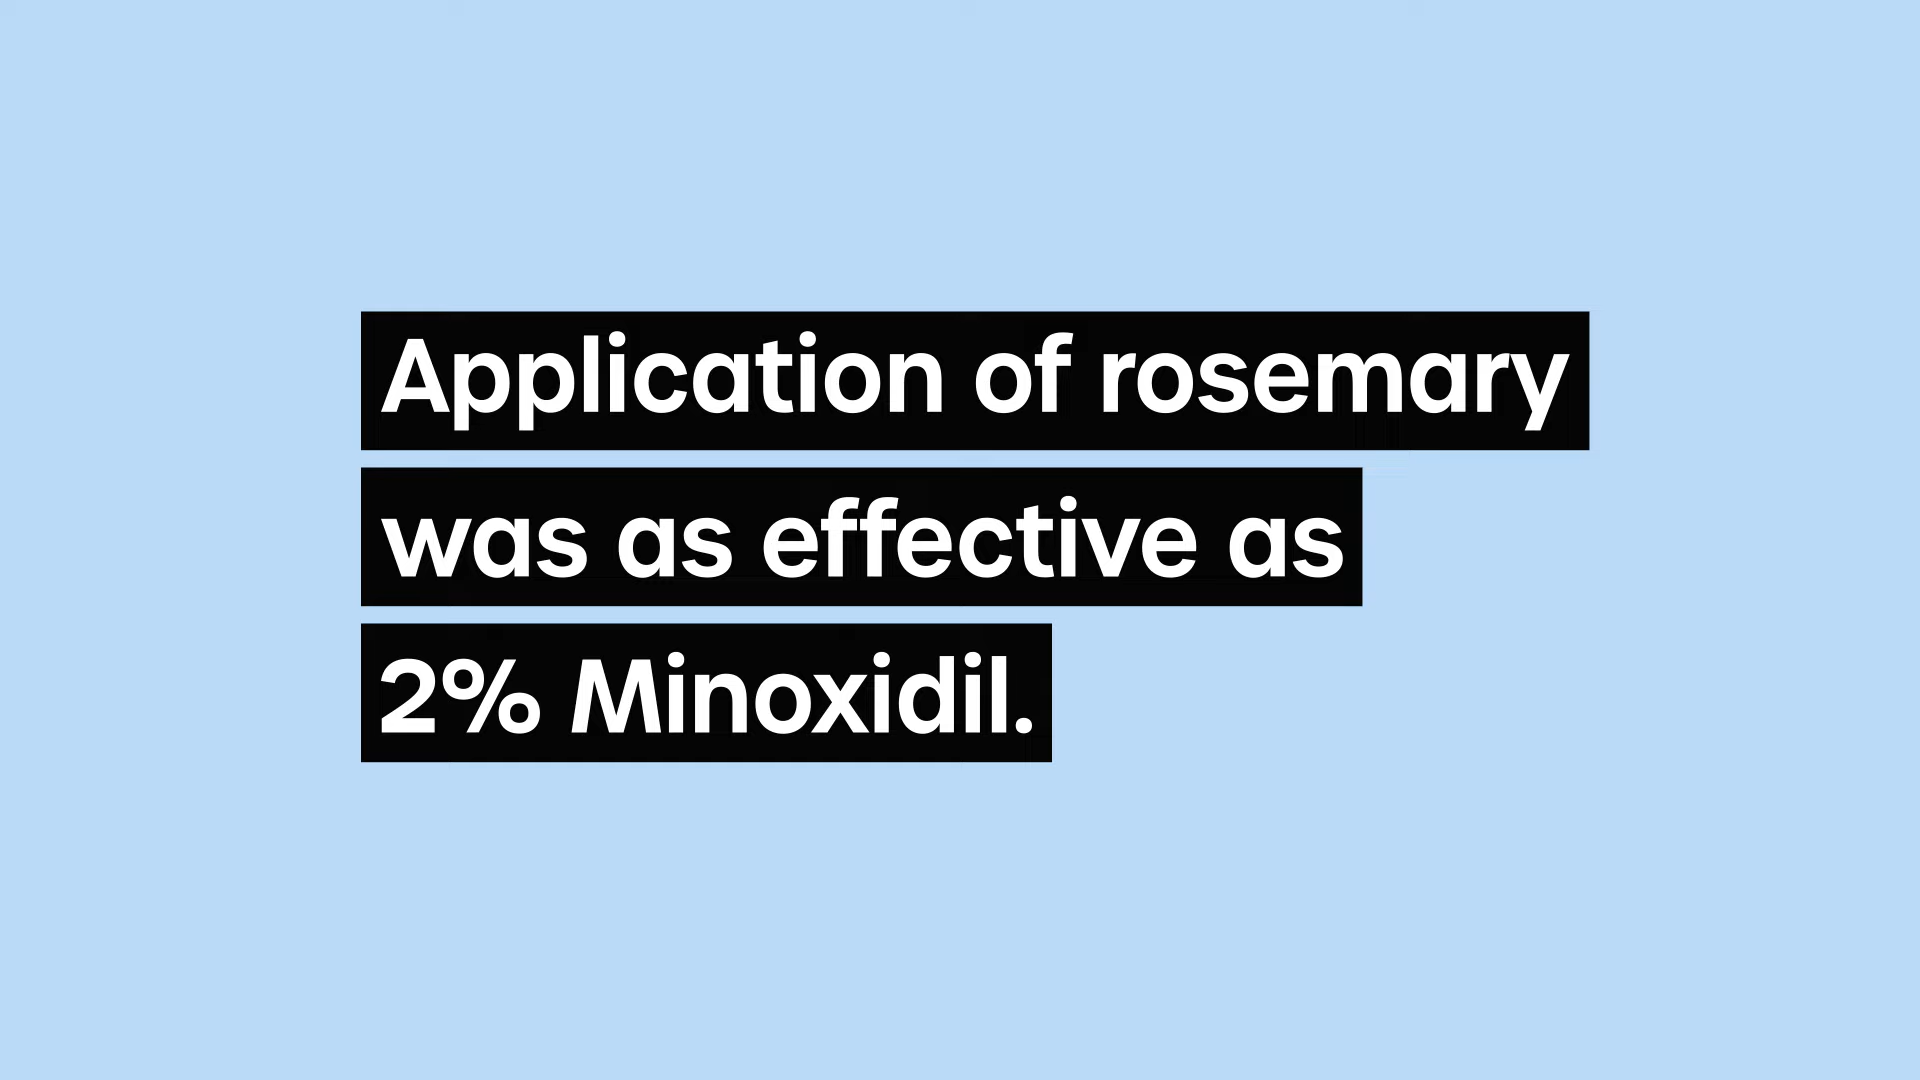 Application of rosemary
was as effective as
2% Minoxidil.